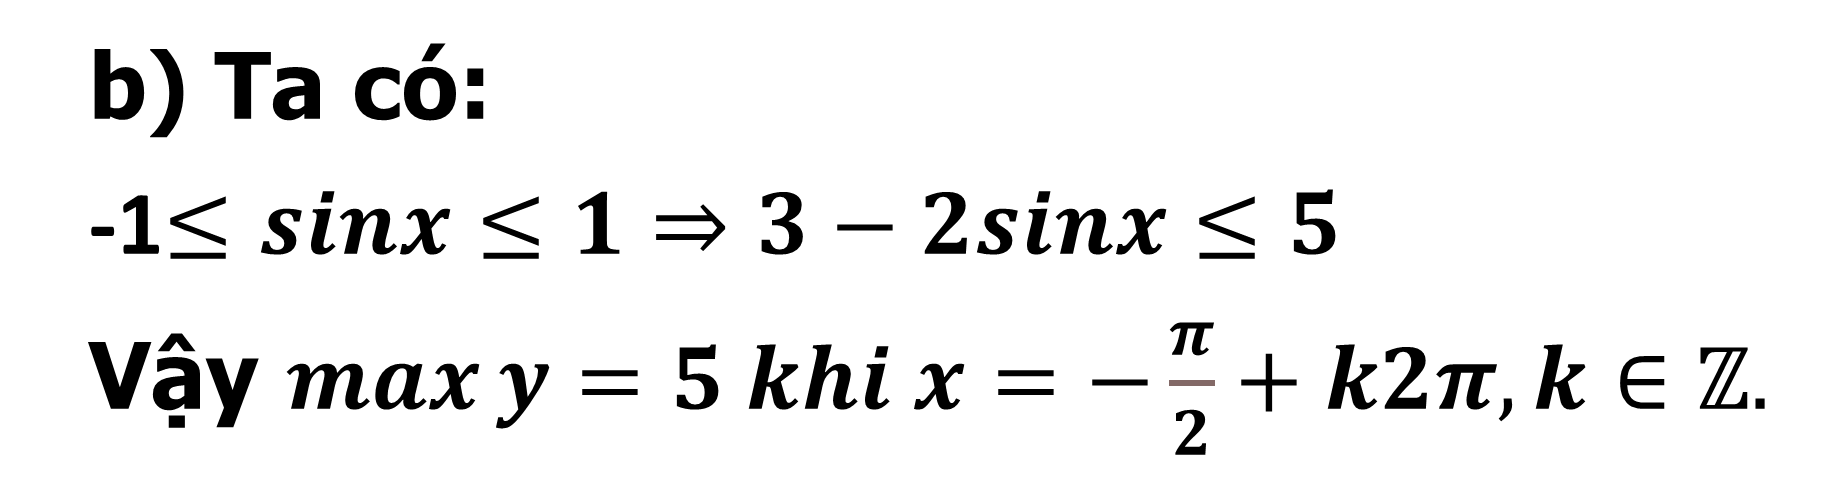 b) Ta có:
-1≤ sinx ≤ 1 ⇒ 3 − 2sinx ≤ 5
Vậy max y = 5 khi x = −π/2 + k2π, k ∈ ℤ.